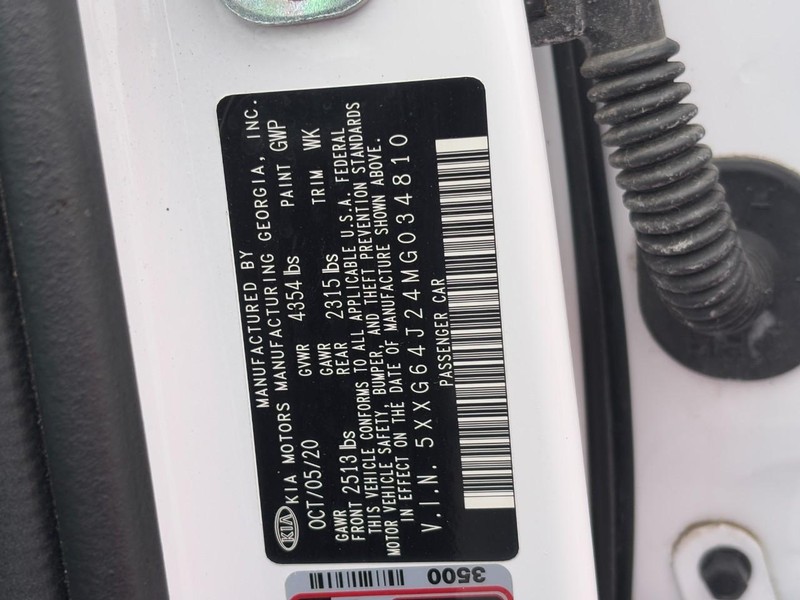 MANUFACTURED BY
KIA KIA MOTORS MANUFACTURING GEORGIA, INC.
OCT/05/20 GVWR 4354 lbs PAINT GWP
GAWR FRONT 2513 lbs GAWR REAR 2315 lbs TRIM WK
THIS VEHICLE CONFORMS TO ALL APPLICABLE U.S.A. FEDERAL
MOTOR VEHICLE SAFETY, BUMPER, AND THEFT PREVENTION STANDARDS
IN EFFECT ON THE DATE OF MANUFACTURE SHOWN ABOVE.
V.I.N. 5XXG64J24MG034810
PASSENGER CAR
3500